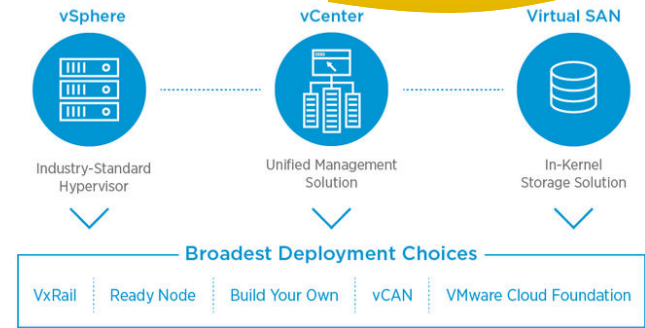 vSphere
vCenter
Virtual SAN
Industry-Standard
Hypervisor
Unified Management
Solution
In-Kernel
Storage Solution
Broadest Deployment Choices
VxRail
Ready Node
Build Your Own
vCAN
VMware Cloud Foundation